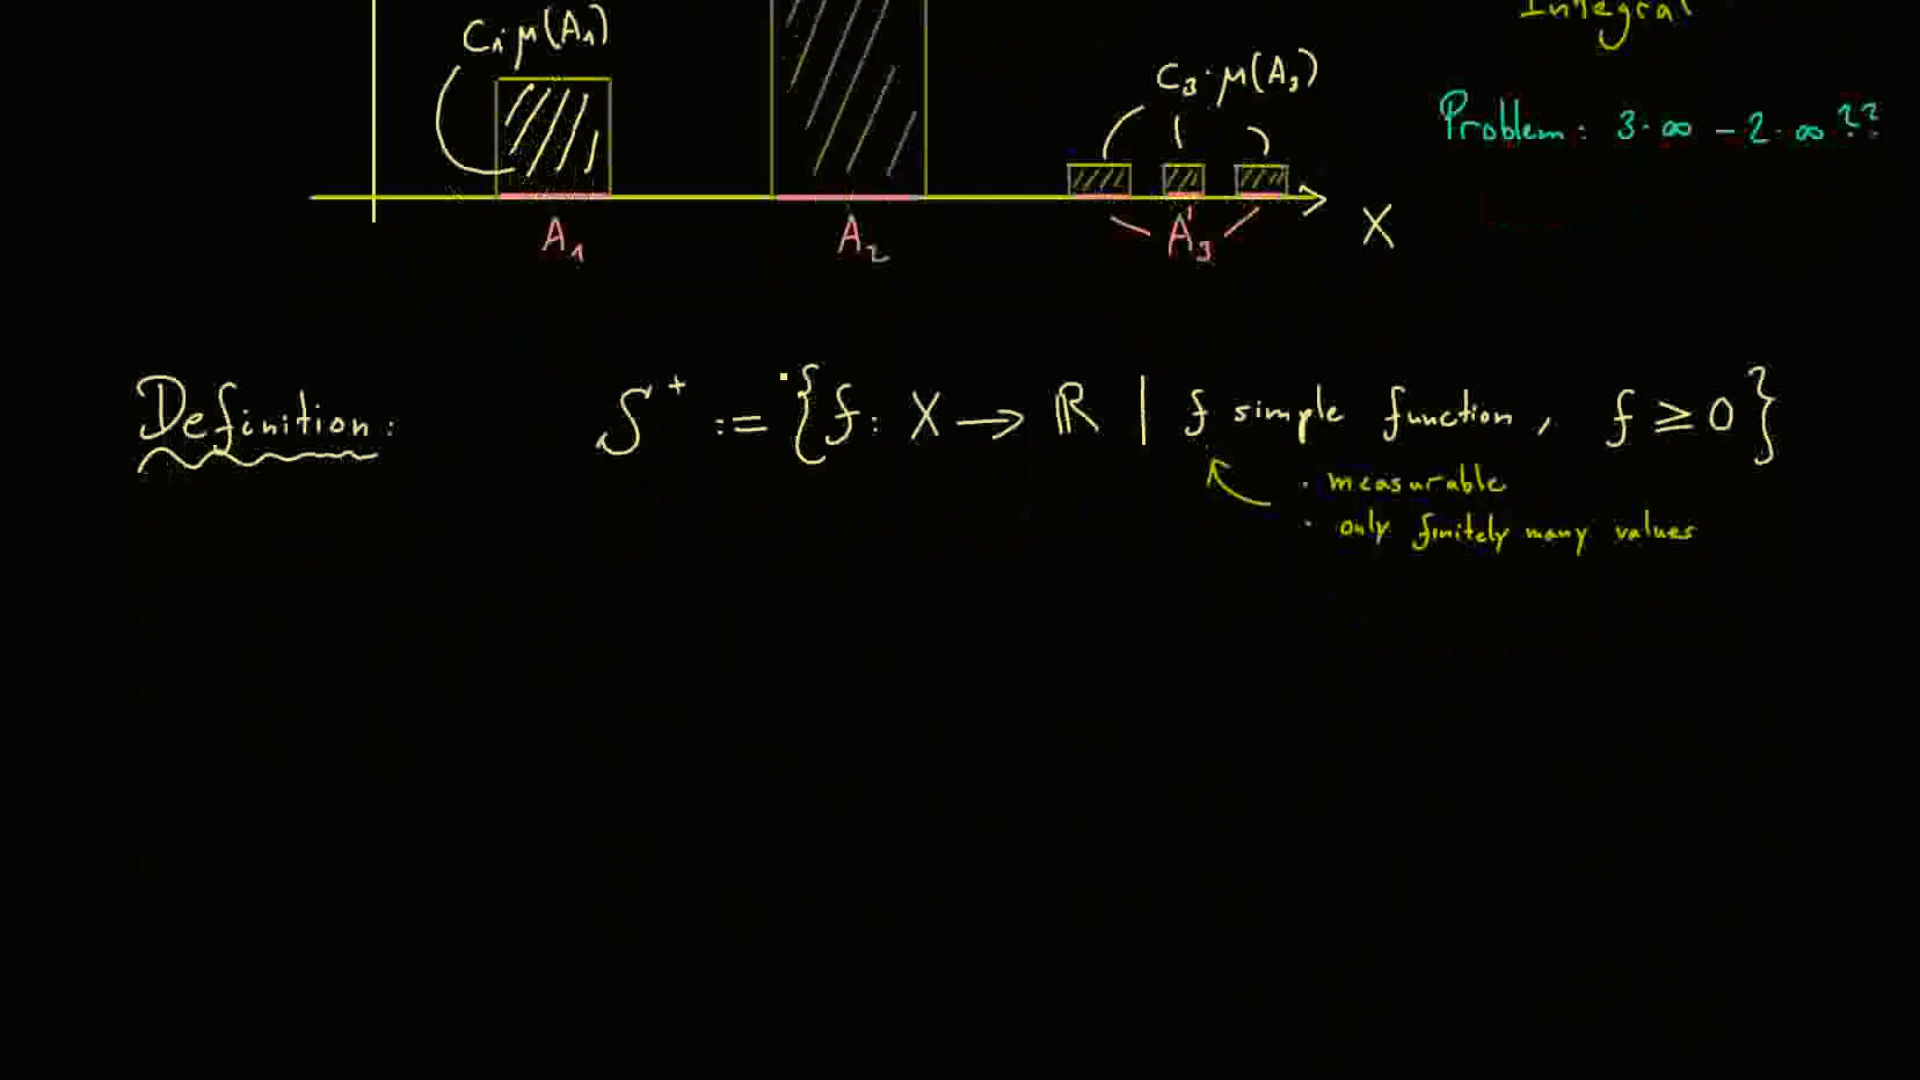 Integral
C₁·μ(A₁)
C₃·μ(A₃)
Problem: 3·∞ - 2·∞ ??
A₁ A₂ A₃ X
Definition: S⁺ := {f: X → ℝ | f simple function, f ≥ 0}
· measurable
· only finitely many values